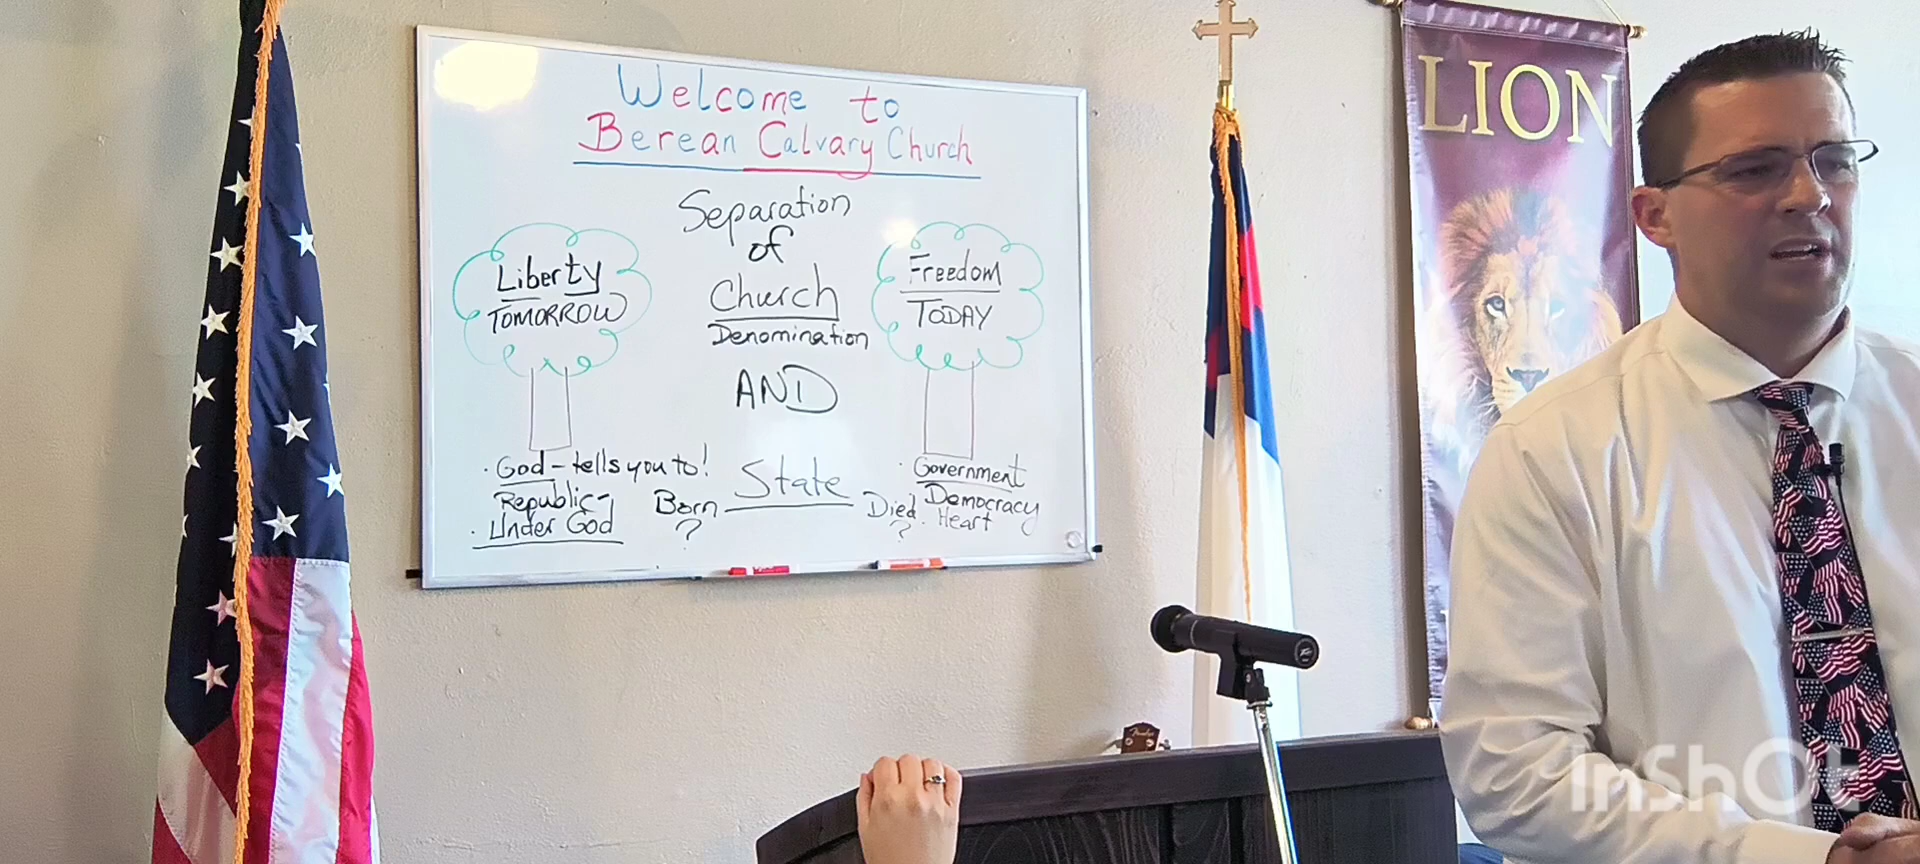 Welcome to
Berean Calvary Church
Separation
of
Church
Denomination
AND
State
Liberty
TOMORROW
· God - tells you to!
Republic -
· Under God
Born
?
Freedom
TODAY
· Government
Democracy
· Heart
Died
?
LION
Fender
InShOt